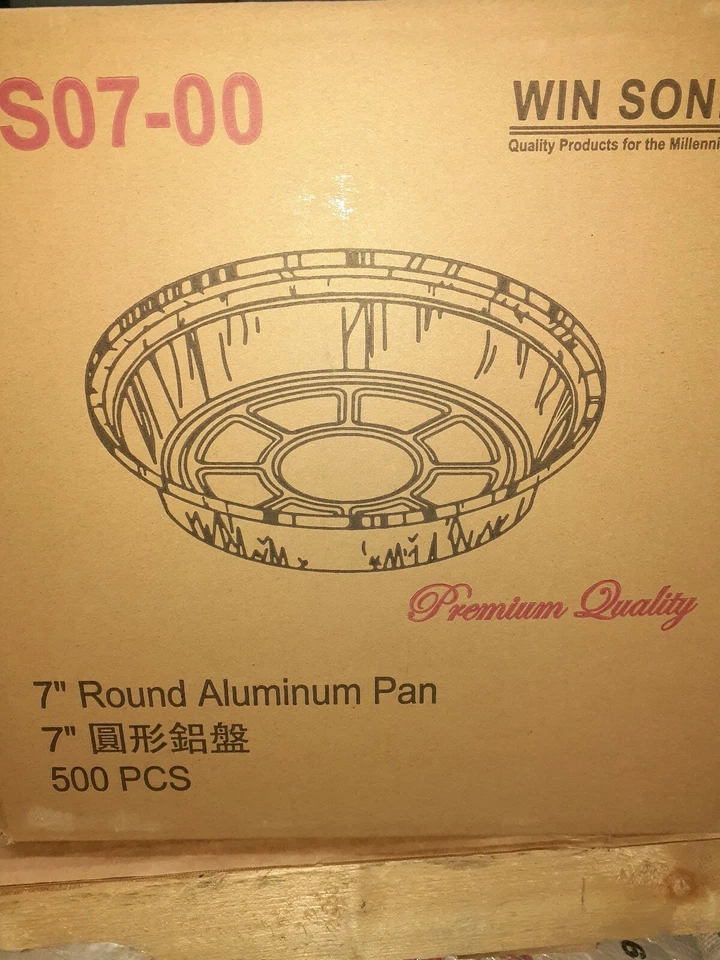 S07-00
WIN SON
Quality Products for the Millenni
Premium Quality
7" Round Aluminum Pan
7" 圓形鋁盤
500 PCS